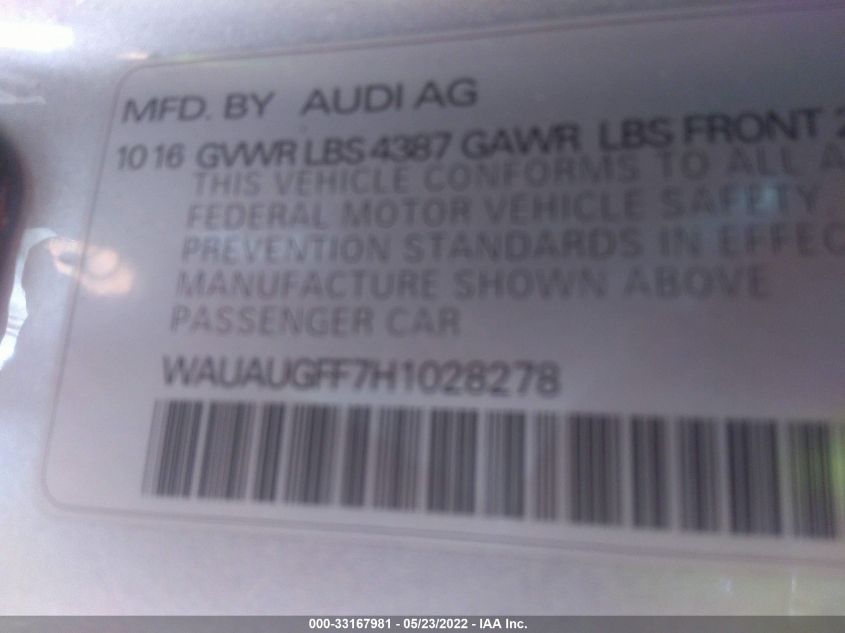 MFD. BY AUDI AG
10 16 GVWR LBS 4387 GAWR LBS FRONT 2
THIS VEHICLE CONFORMS TO ALL A
FEDERAL MOTOR VEHICLE SAFETY
PREVENTION STANDARDS IN EFFEC
MANUFACTURE SHOWN ABOVE
PASSENGER CAR
WAUAUGFF7H1028278
000-33167981 - 05/23/2022 - IAA Inc.